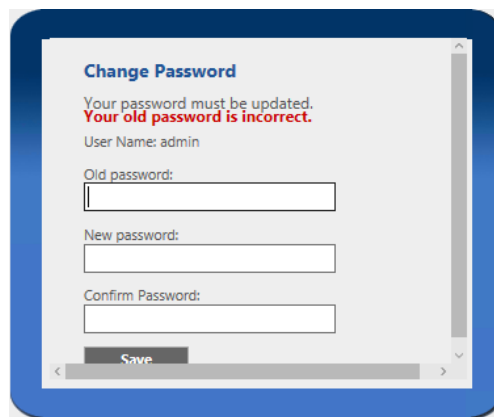 Change Password
Your password must be updated.
Your old password is incorrect.
User Name: admin
Old password:
New password:
Confirm Password:
Save